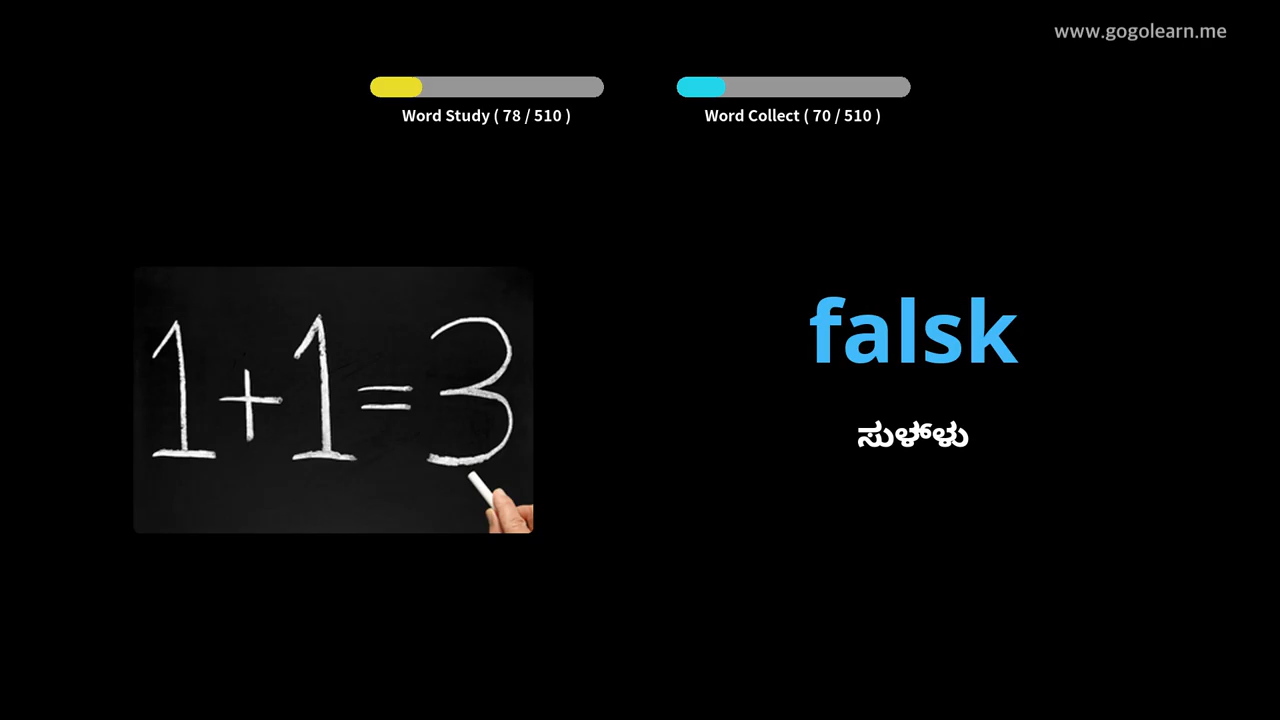 www.gogolearn.me
Word Study ( 78 / 510 )
Word Collect ( 70 / 510 )
1+1=3
falsk
ಸುಳ್ಳು